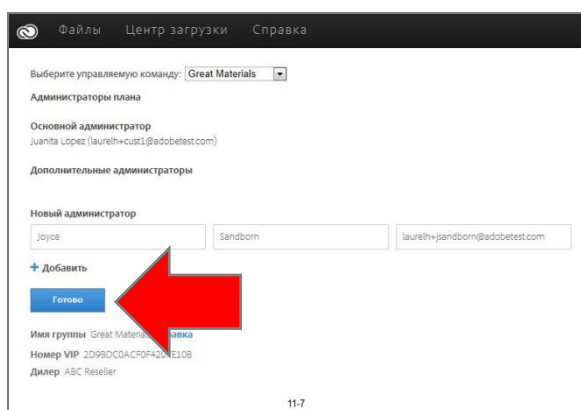 Файлы Центр загрузки Справка
Выберите управляемую команду: Great Materials
Администраторы плана
Основной администратор
Juanita Lopez (laurelh+cust1@adobetest.com)
Дополнительные администраторы
Новый администратор
Joyce Sandborn laurelh+jsandborn@adobetest.com
+ Добавить
Готово
Имя группы Great Materials
Номер VIP
Дилер ABC Reseller
11-7